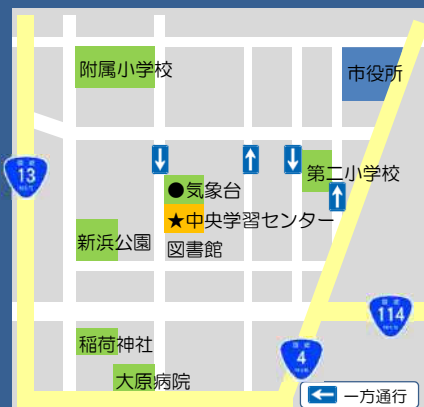 附属小学校
市役所
13
●気象台
第二小学校
★中央学習センター
新浜公園
図書館
114
稲荷神社
4
大原病院
一方通行